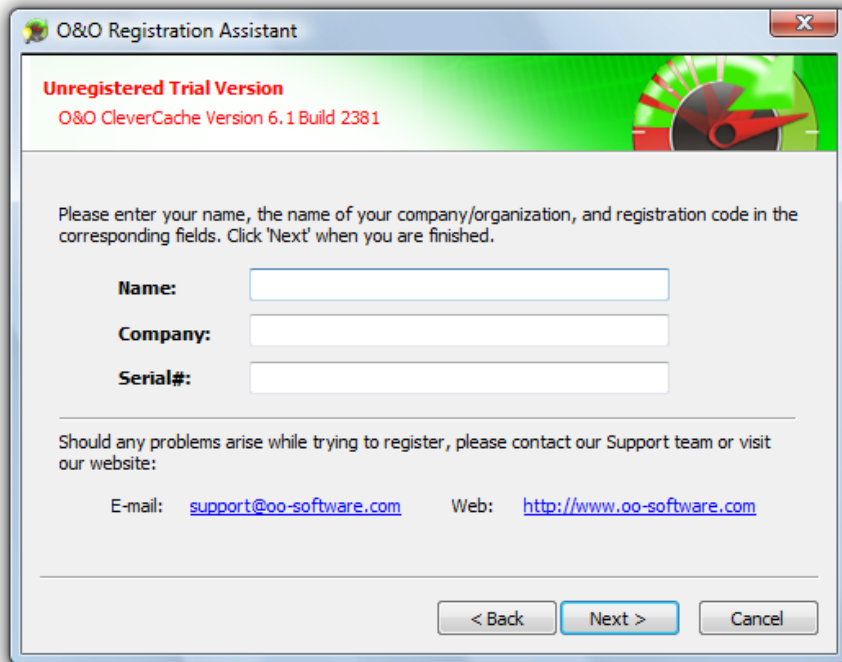 O&O Registration Assistant
Unregistered Trial Version
O&O CleverCache Version 6.1 Build 2381
Please enter your name, the name of your company/organization, and registration code in the
corresponding fields. Click 'Next' when you are finished.
Name:
Company:
Serial#:
Should any problems arise while trying to register, please contact our Support team or visit
our website:
E-mail: support@oo-software.com Web: http://www.oo-software.com
< Back Next > Cancel